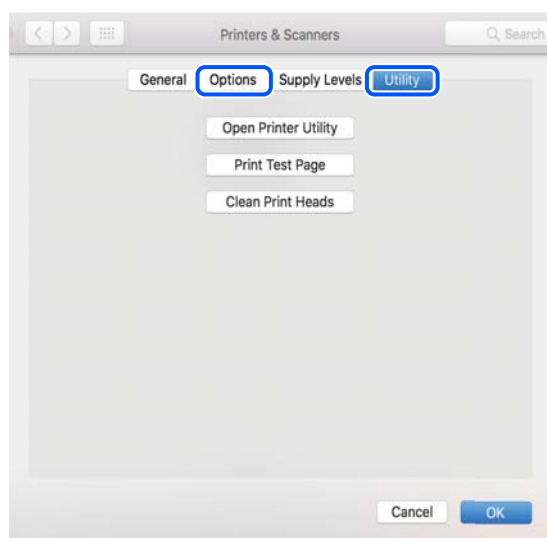 Printers & Scanners Search
General Options Supply Levels Utility
Open Printer Utility
Print Test Page
Clean Print Heads
Cancel OK